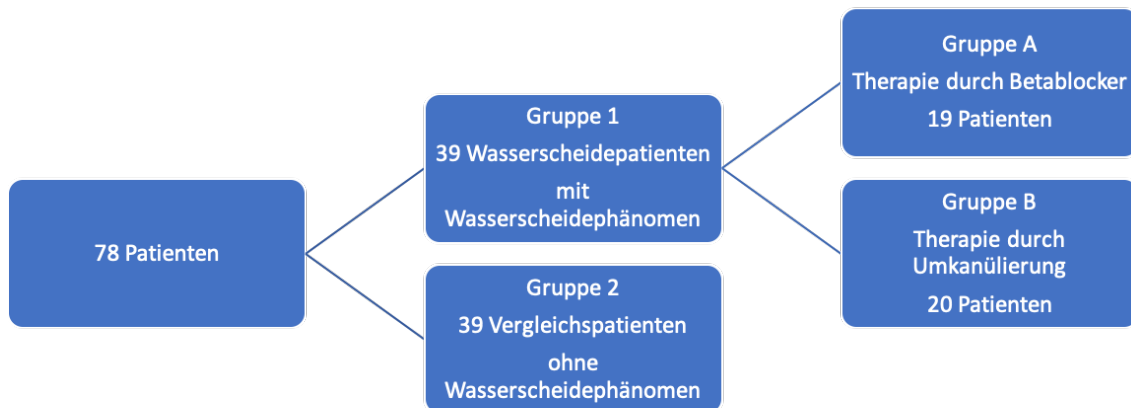 78 Patienten
Gruppe 1
39 Wasserscheidepatienten
mit
Wasserscheidephänomen
Gruppe 2
39 Vergleichspatienten
ohne
Wasserscheidephänomen
Gruppe A
Therapie durch Betablocker
19 Patienten
Gruppe B
Therapie durch
Umkanülierung
20 Patienten